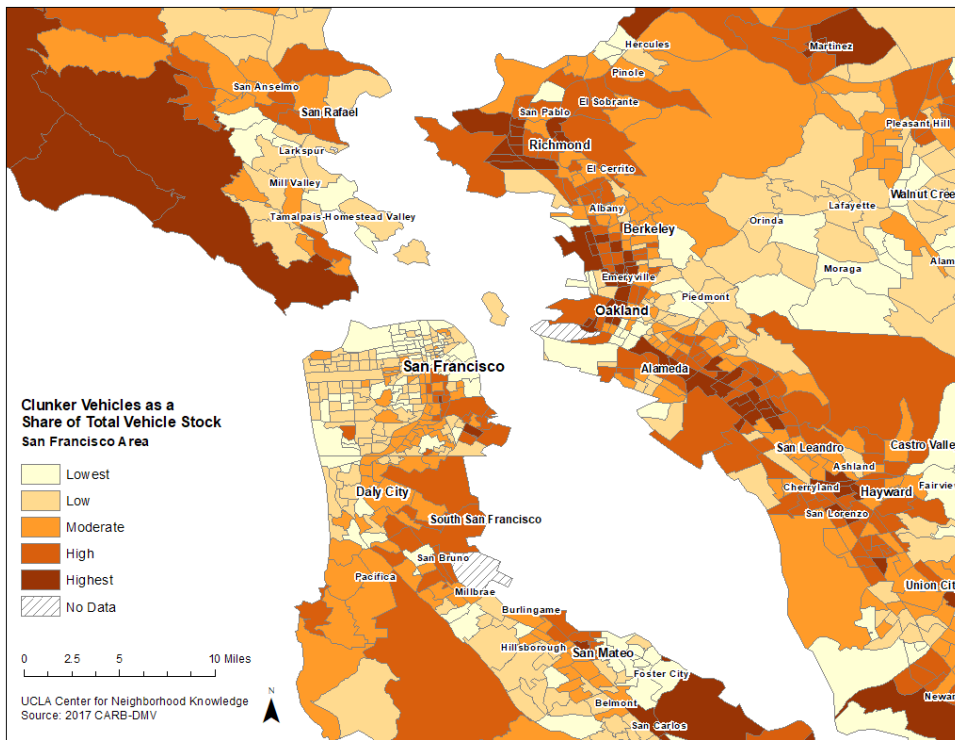 Hercules
Martinez
Pinole
San Anselmo
El Sobrante
San Rafael
San Pablo
Pleasant Hill
Richmond
Larkspur
El Cerrito
Mill Valley
Walnut Creek
Albany
Lafayette
Tamalpais-Homestead Valley
Orinda
Berkeley
Alam
Moraga
Emeryville
Piedmont
Oakland
San Francisco
Alameda
Clunker Vehicles as a
Share of Total Vehicle Stock
San Francisco Area
San Leandro
Castro Valle
Ashland
Lowest
Cherryland
Hayward
Fairview
Low
Daly City
San Lorenzo
Moderate
South San Francisco
High
San Bruno
Pacifica
Union City
Highest
Millbrae
No Data
Burlingame
Hillsborough
San Mateo
0 2.5 5 10 Miles
Foster City
Newar
Belmont
UCLA Center for Neighborhood Knowledge
Source: 2017 CARB-DMV
N
San Carlos